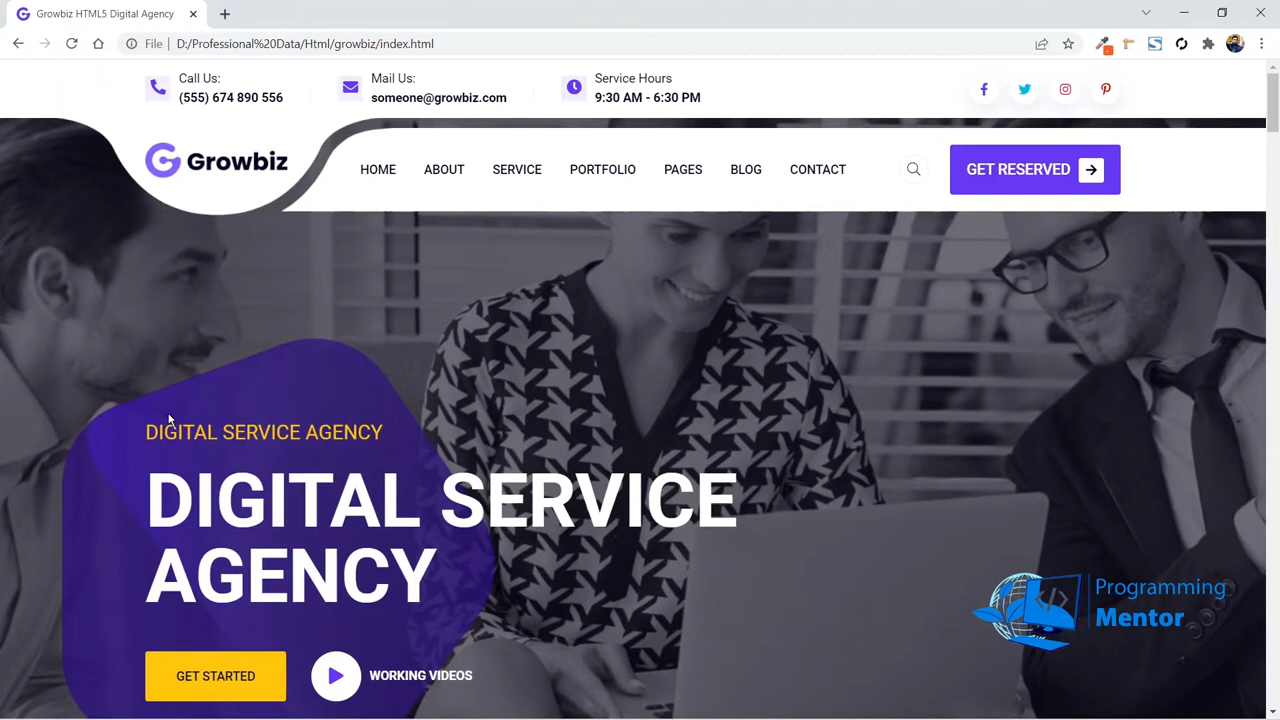 Growbiz HTML5 Digital Agency
File
D:/Professional%20Data/Html/growbiz/index.html
Call Us:
(555) 674 890 556
Mail Us:
someone@growbiz.com
Service Hours
9:30 AM - 6:30 PM
Growbiz
HOME
ABOUT
SERVICE
PORTFOLIO
PAGES
BLOG
CONTACT
GET RESERVED
DIGITAL SERVICE AGENCY
DIGITAL SERVICE
AGENCY
GET STARTED
WORKING VIDEOS
Programming
Mentor